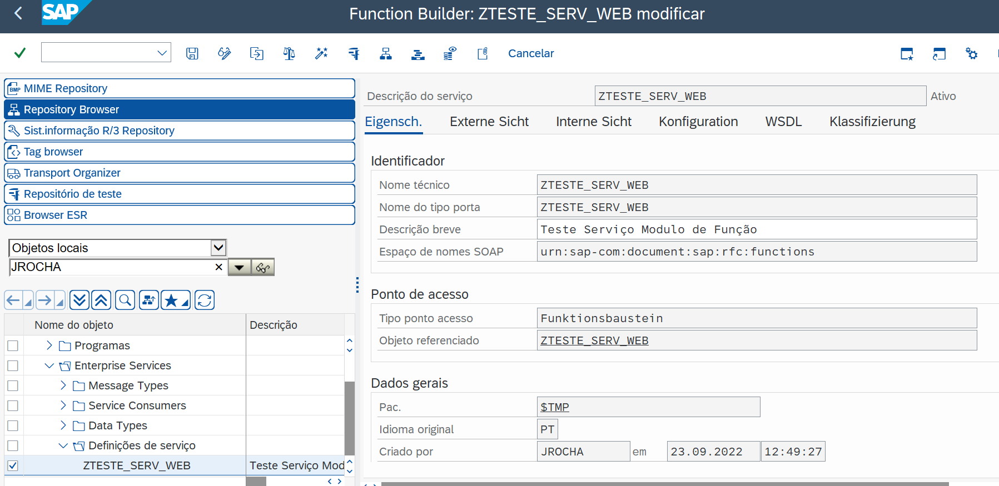 SAP
Function Builder: ZTESTE_SERV_WEB modificar
Cancelar
BMP MIME Repository
Repository Browser
Sist.informação R/3 Repository
Tag browser
Transport Organizer
Repositório de teste
Browser ESR
Objetos locais
JROCHA
Nome do objeto Descrição
Programas
Enterprise Services
Message Types
Service Consumers
Data Types
Definições de serviço
ZTESTE_SERV_WEB Teste Serviço Mod
Descrição do serviço ZTESTE_SERV_WEB Ativo
Eigensch. Externe Sicht Interne Sicht Konfiguration WSDL Klassifizierung
Identificador
Nome técnico ZTESTE_SERV_WEB
Nome do tipo porta ZTESTE_SERV_WEB
Descrição breve Teste Serviço Modulo de Função
Espaço de nomes SOAP urn:sap-com:document:sap:rfc:functions
Ponto de acesso
Tipo ponto acesso Funktionsbaustein
Objeto referenciado ZTESTE_SERV_WEB
Dados gerais
Pac. $TMP
Idioma original PT
Criado por JROCHA em 23.09.2022 12:49:27